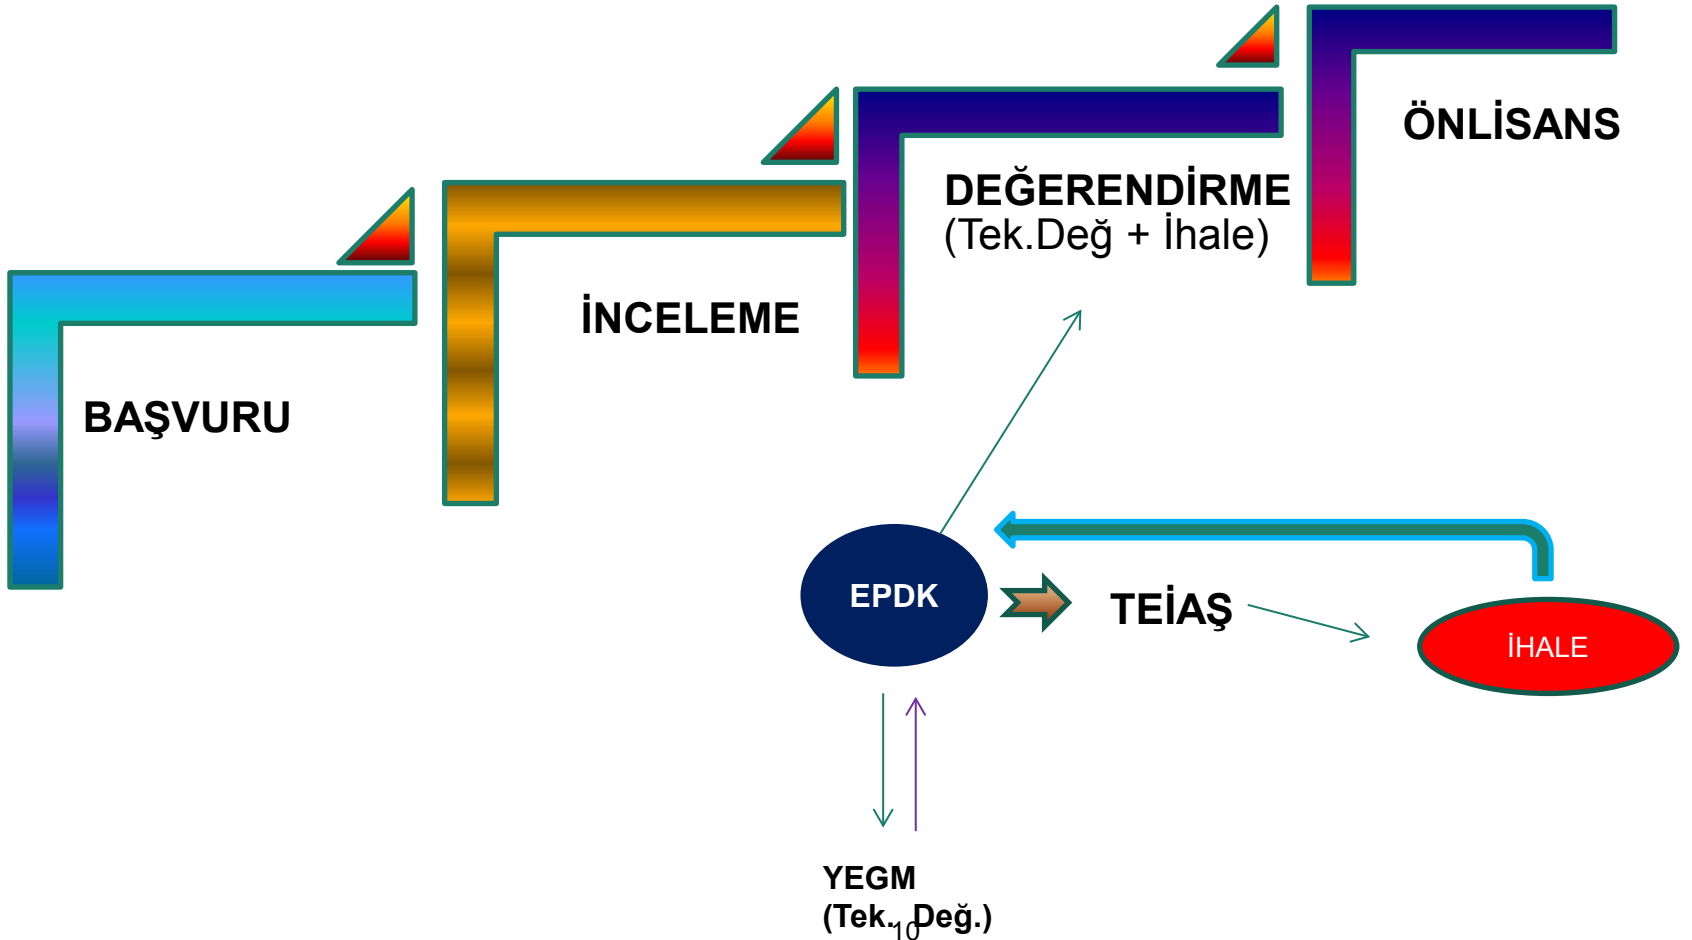 ÖNLİSANS
DEĞERENDİRME
(Tek.Değ + İhale)
İNCELEME
BAŞVURU
EPDK
TEİAŞ
İHALE
YEGM
(Tek. Değ.)
10